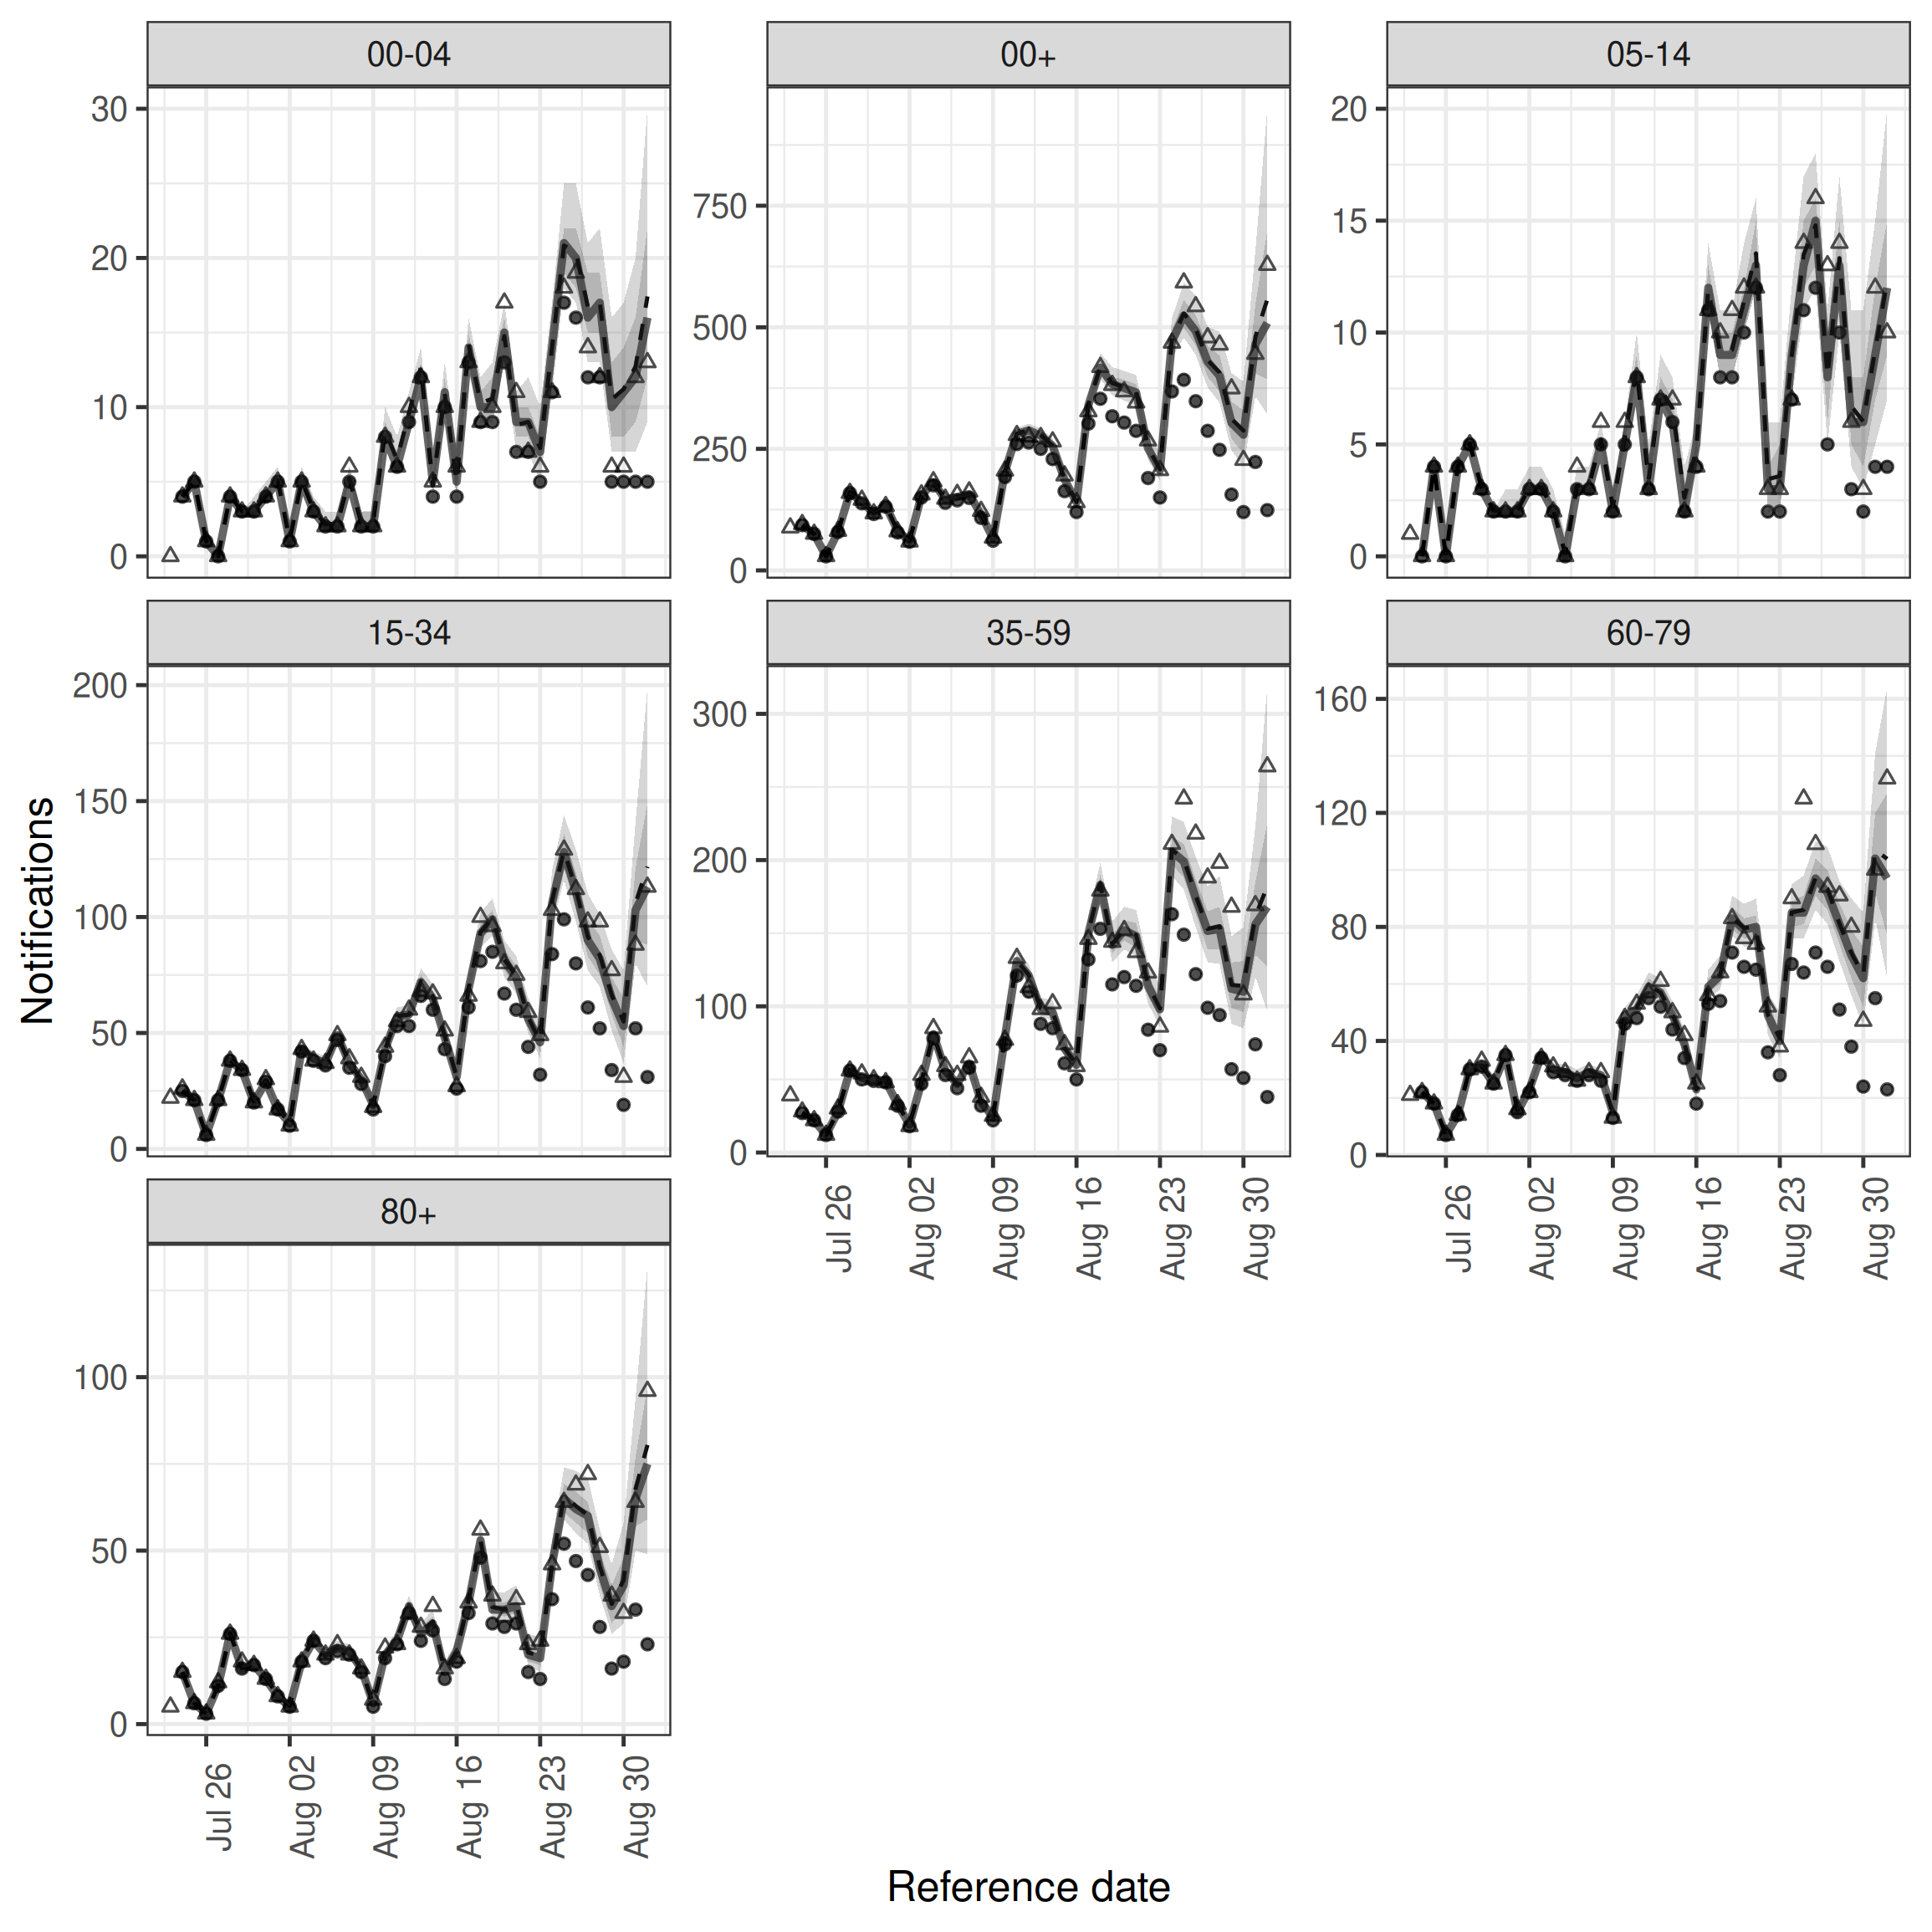 00-04
00+
05-14
30
20
10
0
750
500
250
0
20
15
10
5
0
15-34
35-59
60-79
200
150
100
50
0
300
200
100
0
160
120
80
40
0
Jul 26
Aug 02
Aug 09
Aug 16
Aug 23
Aug 30
Jul 26
Aug 02
Aug 09
Aug 16
Aug 23
Aug 30
80+
100
50
0
Jul 26
Aug 02
Aug 09
Aug 16
Aug 23
Aug 30
Notifications
Reference date